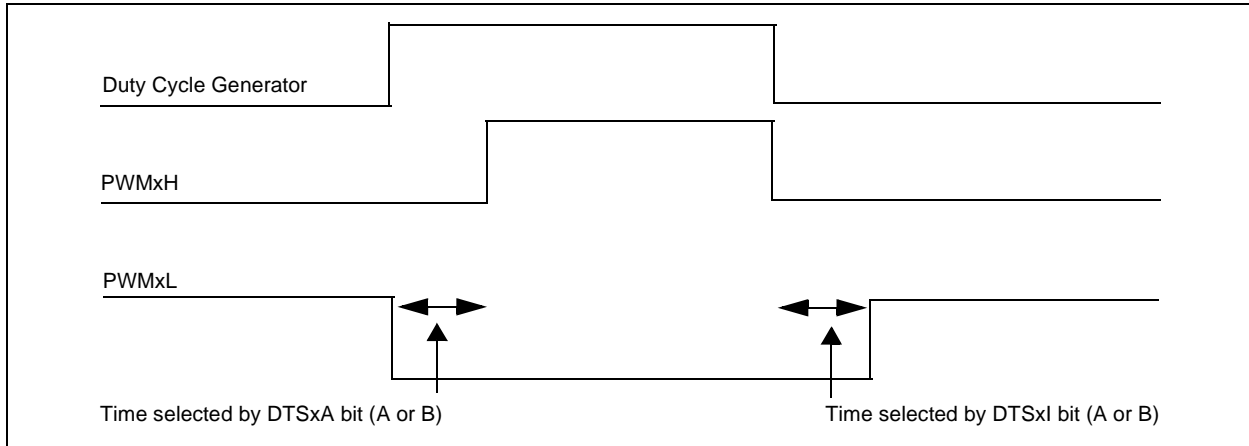 Duty Cycle Generator
PWMxH
PWMxL
Time selected by DTSxA bit (A or B)
Time selected by DTSxI bit (A or B)